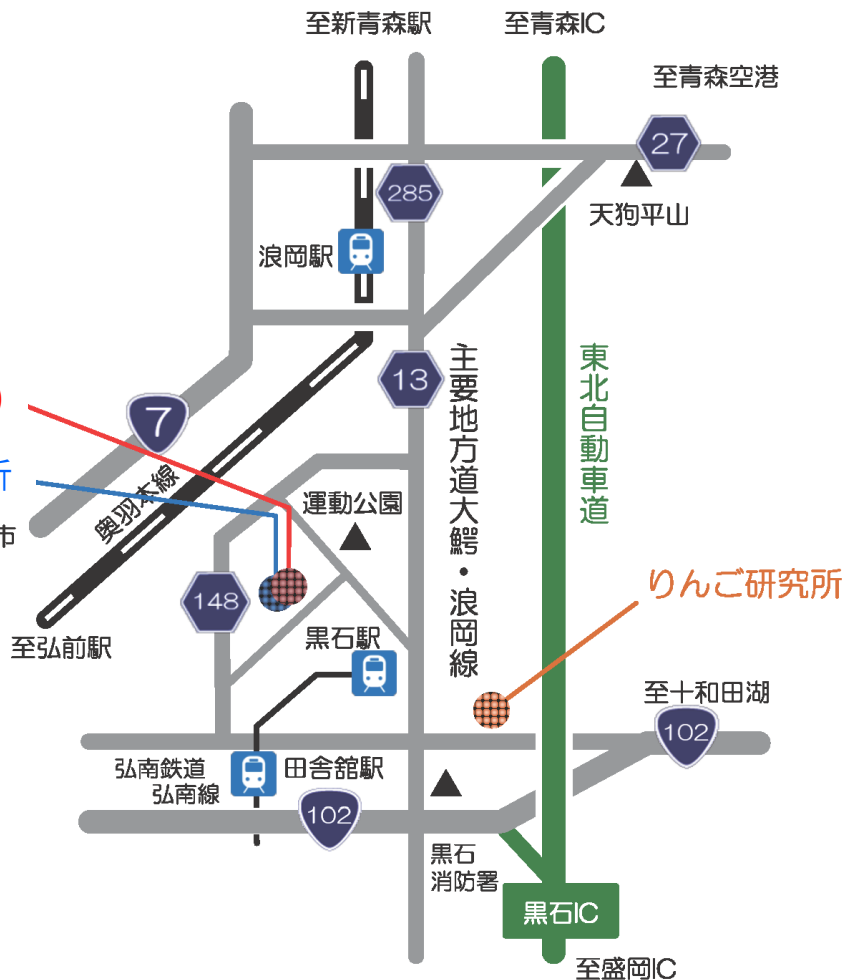 至新青森駅
至青森IC
至青森空港
27
285
天狗平山
浪岡駅
13
主要地方道大鰐・浪岡線
東北自動車道
7
所
奥羽本線
運動公園
市
148
りんご研究所
至弘前駅
黒石駅
至十和田湖
102
弘南鉄道
弘南線
田舎館駅
102
黒石
消防署
黒石IC
至盛岡IC